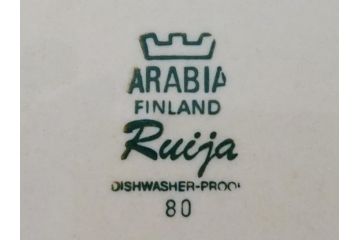 ARABIA
FINLAND
Ruija
DISHWASHER-PROOF
80